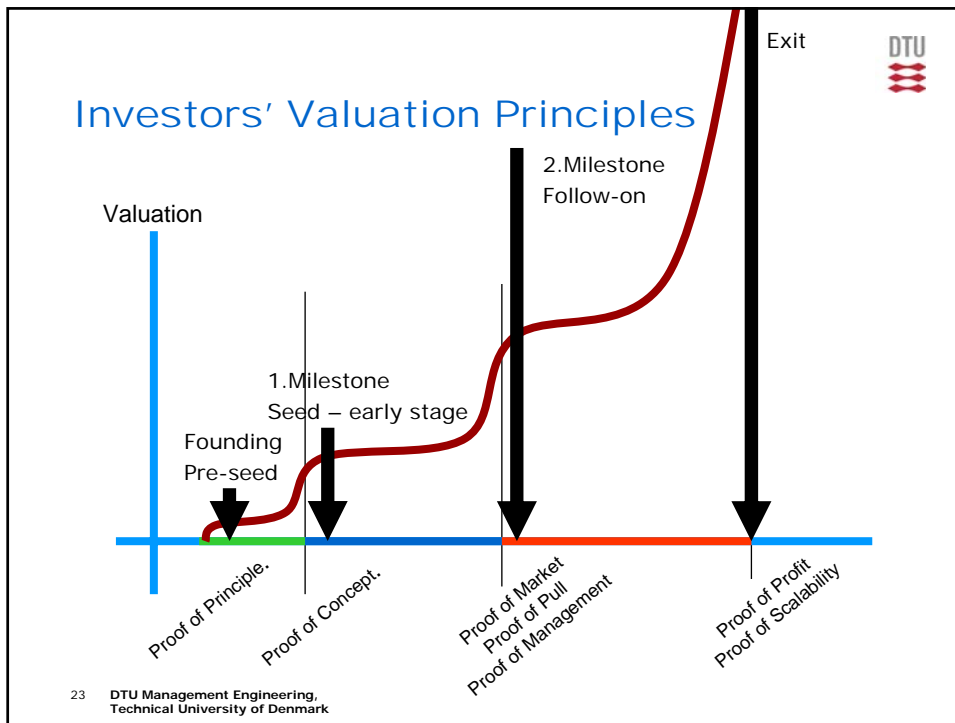 Exit
DTU
Investors' Valuation Principles
2.Milestone
Follow-on
Valuation
1.Milestone
Seed – early stage
Founding
Pre-seed
Proof of Principle.
Proof of Concept.
Proof of Market
Proof of Pull
Proof of Management
Proof of Profit
Proof of Scalability
23 DTU Management Engineering,
Technical University of Denmark